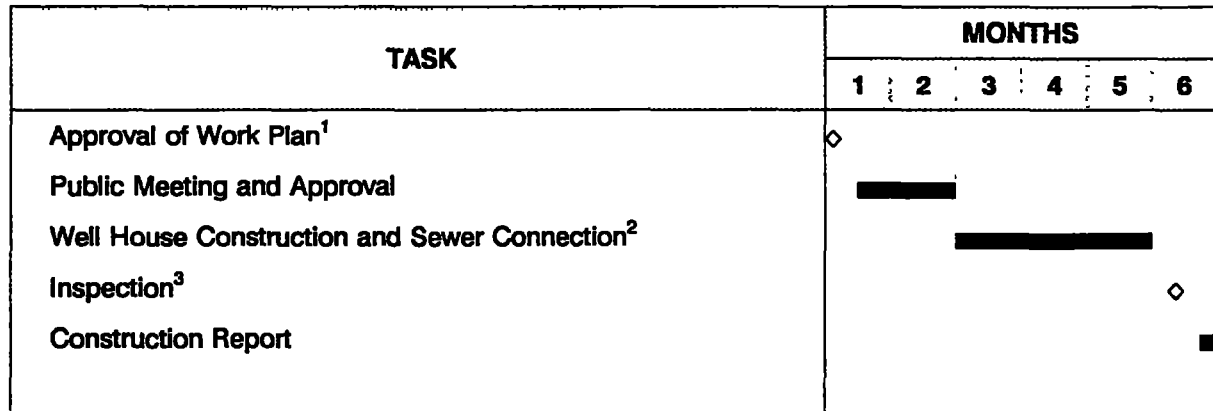 TASK
MONTHS
1 2 3 4 5 6
Approval of Work Plan¹
Public Meeting and Approval
Well House Construction and Sewer Connection²
Inspection³
Construction Report